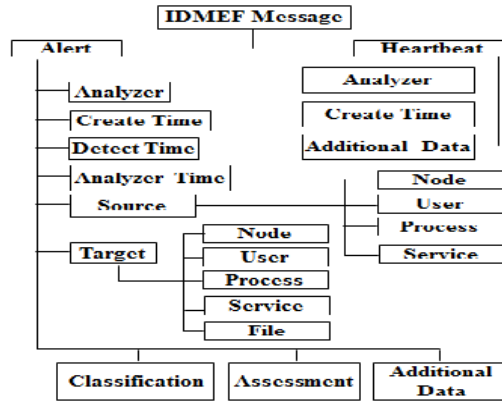 IDMEF Message
Alert
Heartbeat
Analyzer
Create Time
Detect Time
Analyzer Time
Source
Target
Analyzer
Create Time
Additional Data
Node
User
Process
Service
Node
User
Process
Service
File
Classification
Assessment
Additional
Data